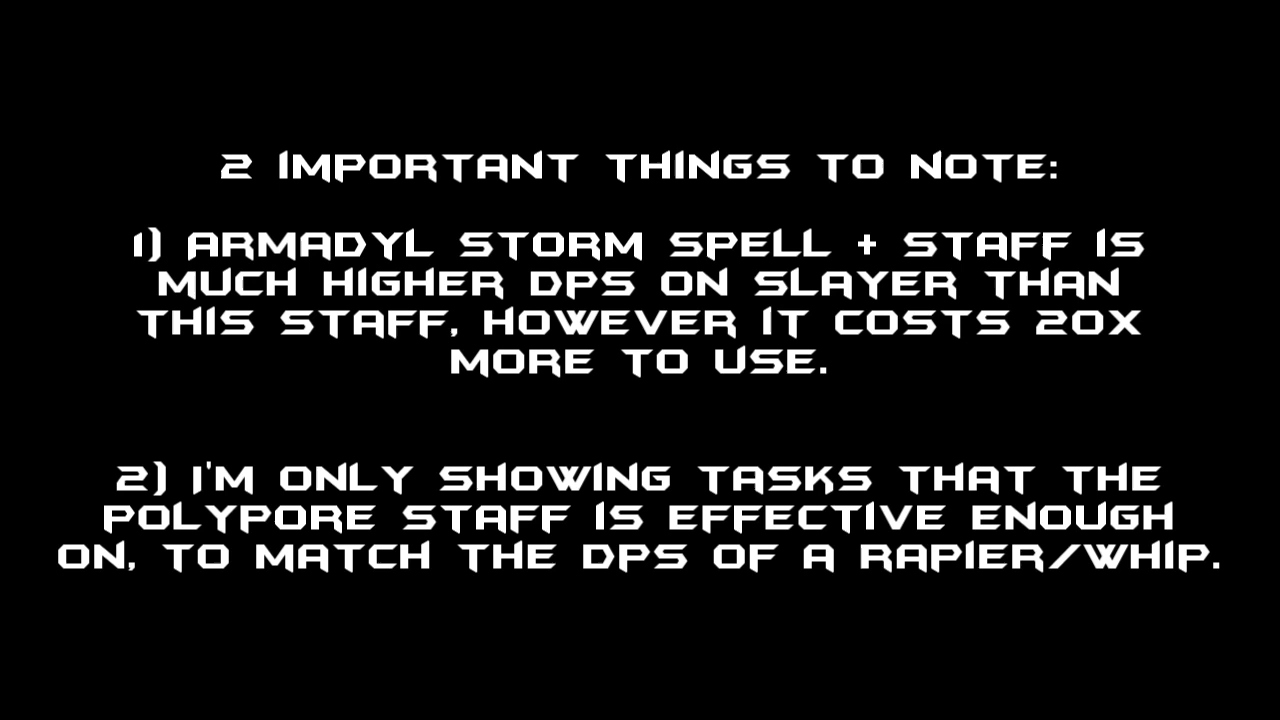 2 IMPORTANT THINGS TO NOTE:
1) ARMADYL STORM SPELL + STAFF IS
MUCH HIGHER DPS ON SLAYER THAN
THIS STAFF, HOWEVER IT COSTS 20X
MORE TO USE.
2) I'M ONLY SHOWING TASKS THAT THE
POLYPORE STAFF IS EFFECTIVE ENOUGH
ON, TO MATCH THE DPS OF A RAPIER/WHIP.